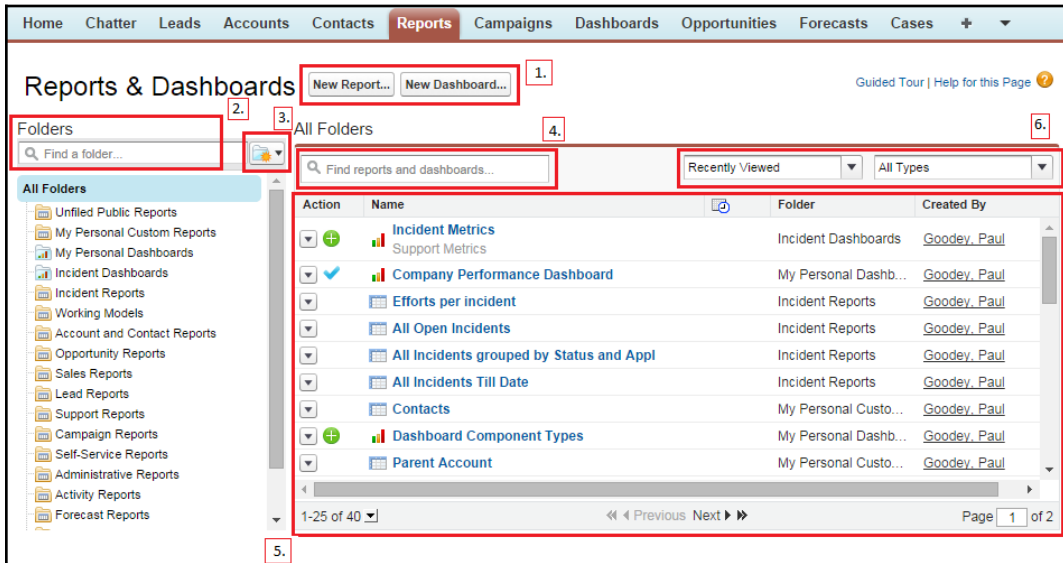 Home Chatter Leads Accounts Contacts Reports Campaigns Dashboards Opportunities Forecasts Cases +
Reports & Dashboards New Report... New Dashboard... 1. Guided Tour | Help for this Page ?
2. 3. 4. 6.
Folders
Find a folder...
All Folders
Unfiled Public Reports
My Personal Custom Reports
My Personal Dashboards
Incident Dashboards
Incident Reports
Working Models
Account and Contact Reports
Opportunity Reports
Sales Reports
Lead Reports
Support Reports
Campaign Reports
Self-Service Reports
Administrative Reports
Activity Reports
Forecast Reports
5.
All Folders
Find reports and dashboards... Recently Viewed All Types
Action Name Folder Created By
Incident Metrics Incident Dashboards Goodey, Paul
Support Metrics
Company Performance Dashboard My Personal Dashb... Goodey, Paul
Efforts per incident Incident Reports Goodey, Paul
All Open Incidents Incident Reports Goodey, Paul
All Incidents grouped by Status and Appl Incident Reports Goodey, Paul
All Incidents Till Date Incident Reports Goodey, Paul
Contacts My Personal Custo... Goodey, Paul
Dashboard Component Types My Personal Dashb... Goodey, Paul
Parent Account My Personal Custo... Goodey, Paul
1-25 of 40 Previous Next Page 1 of 2